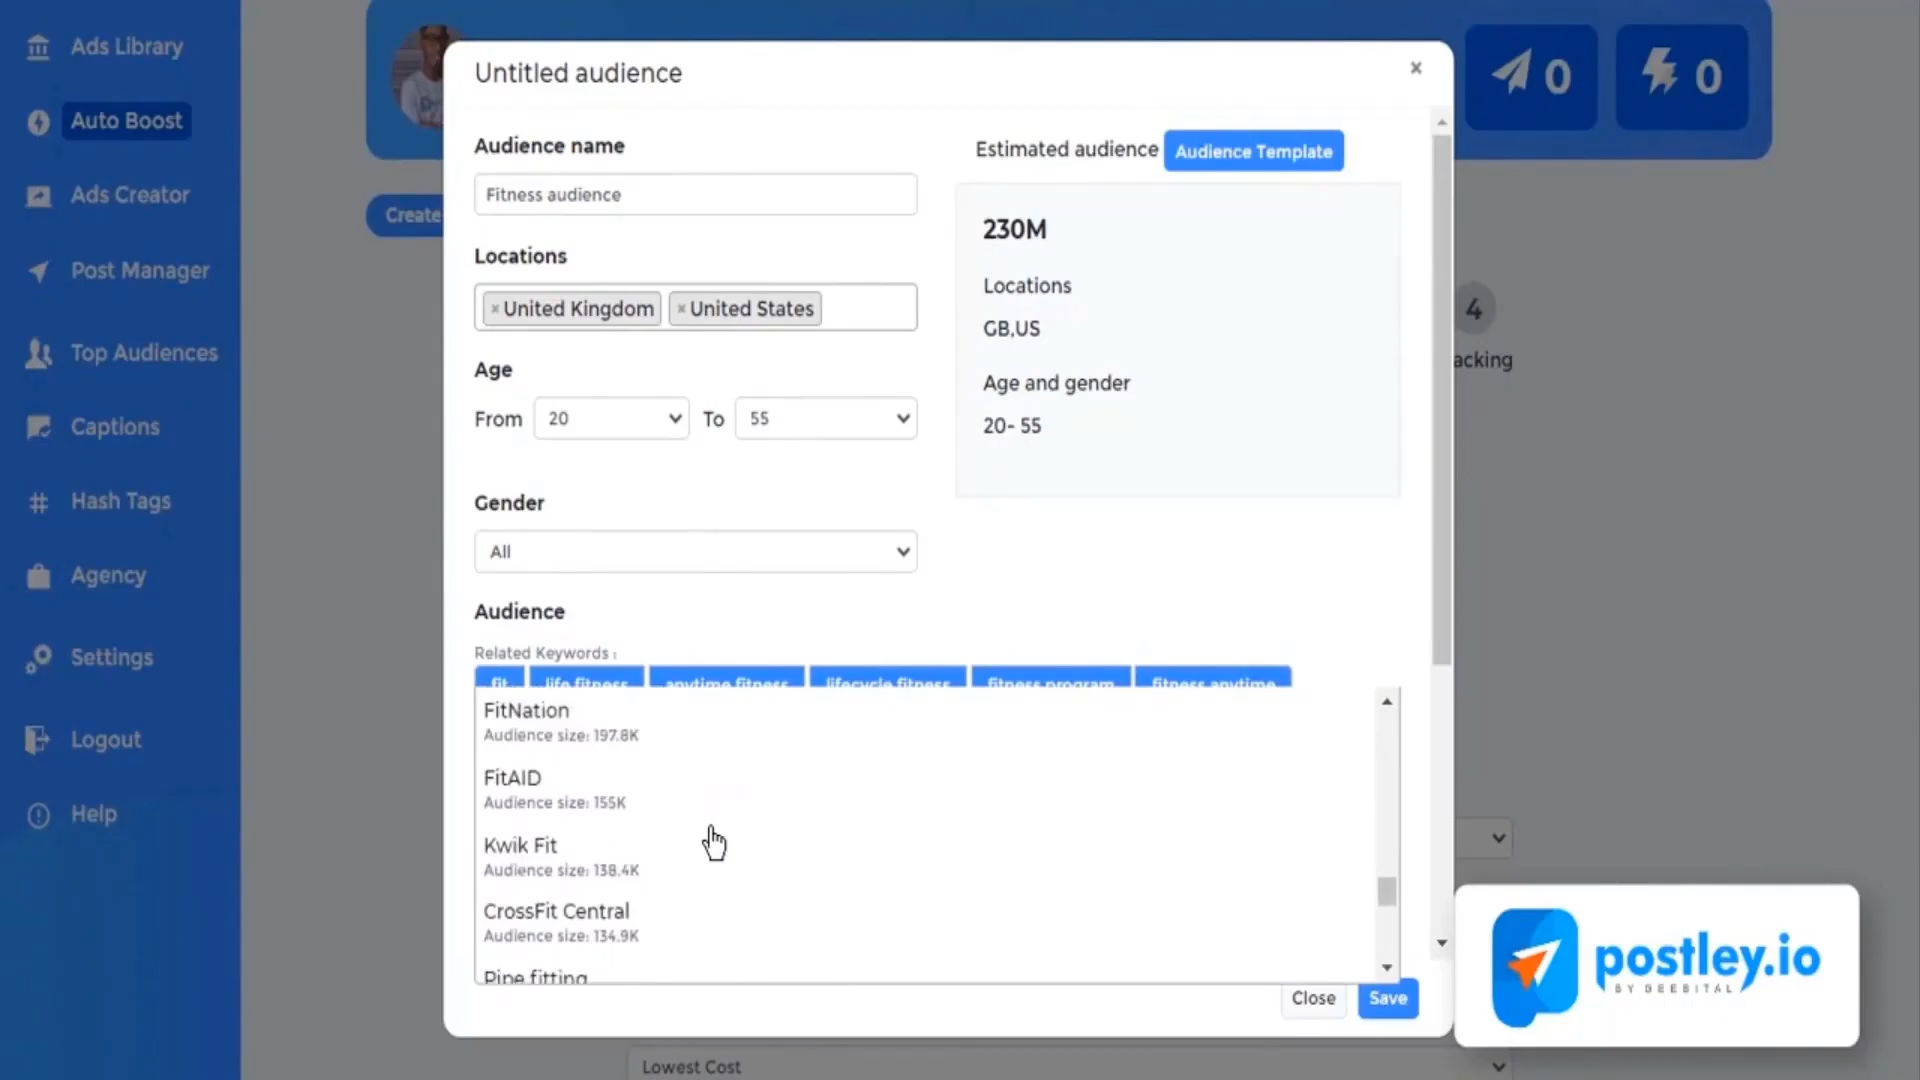 Ads Library
Auto Boost
Ads Creator
Post Manager
Top Audiences
Captions
Hash Tags
Agency
Settings
Logout
Help
Create
0
0
4
acking
Untitled audience
×
Audience name
Fitness audience
Locations
× United Kingdom × United States
Age
From 20 To 55
Gender
All
Audience
Related Keywords :
fit life fitness anytime fitness lifecycle fitness fitness program fitness anytime
FitNation
Audience size: 197.8K
FitAID
Audience size: 155K
Kwik Fit
Audience size: 138.4K
CrossFit Central
Audience size: 134.9K
Pipe fitting
Estimated audience Audience Template
230M
Locations
GB,US
Age and gender
20- 55
Close Save
Lowest Cost
postley.io
BY GEEBITAL